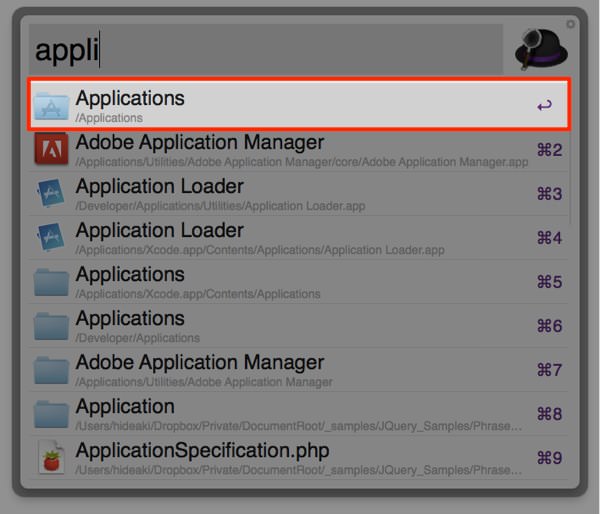 appli
Applications
/Applications
↩
Adobe Application Manager
/Applications/Utilities/Adobe Application Manager/core/Adobe Application Manager.app
⌘2
Application Loader
/Developer/Applications/Utilities/Application Loader.app
⌘3
Application Loader
/Applications/Xcode.app/Contents/Applications/Application Loader.app
⌘4
Applications
/Applications/Xcode.app/Contents/Applications
⌘5
Applications
/Developer/Applications
⌘6
Adobe Application Manager
/Applications/Utilities/Adobe Application Manager
⌘7
Application
/Users/hideaki/Dropbox/Private/DocumentRoot/_samples/JQuery_Samples/Phrase…
⌘8
ApplicationSpecification.php
/Users/hideaki/Dropbox/Private/DocumentRoot/_samples/JQuery_Samples/Phrase…
⌘9